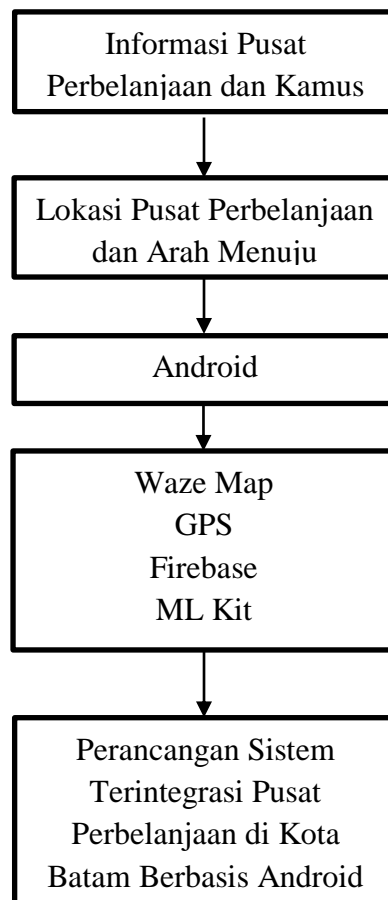 Informasi Pusat
Perbelanjaan dan Kamus
Lokasi Pusat Perbelanjaan
dan Arah Menuju
Android
Waze Map
GPS
Firebase
ML Kit
Perancangan Sistem
Terintegrasi Pusat
Perbelanjaan di Kota
Batam Berbasis Android